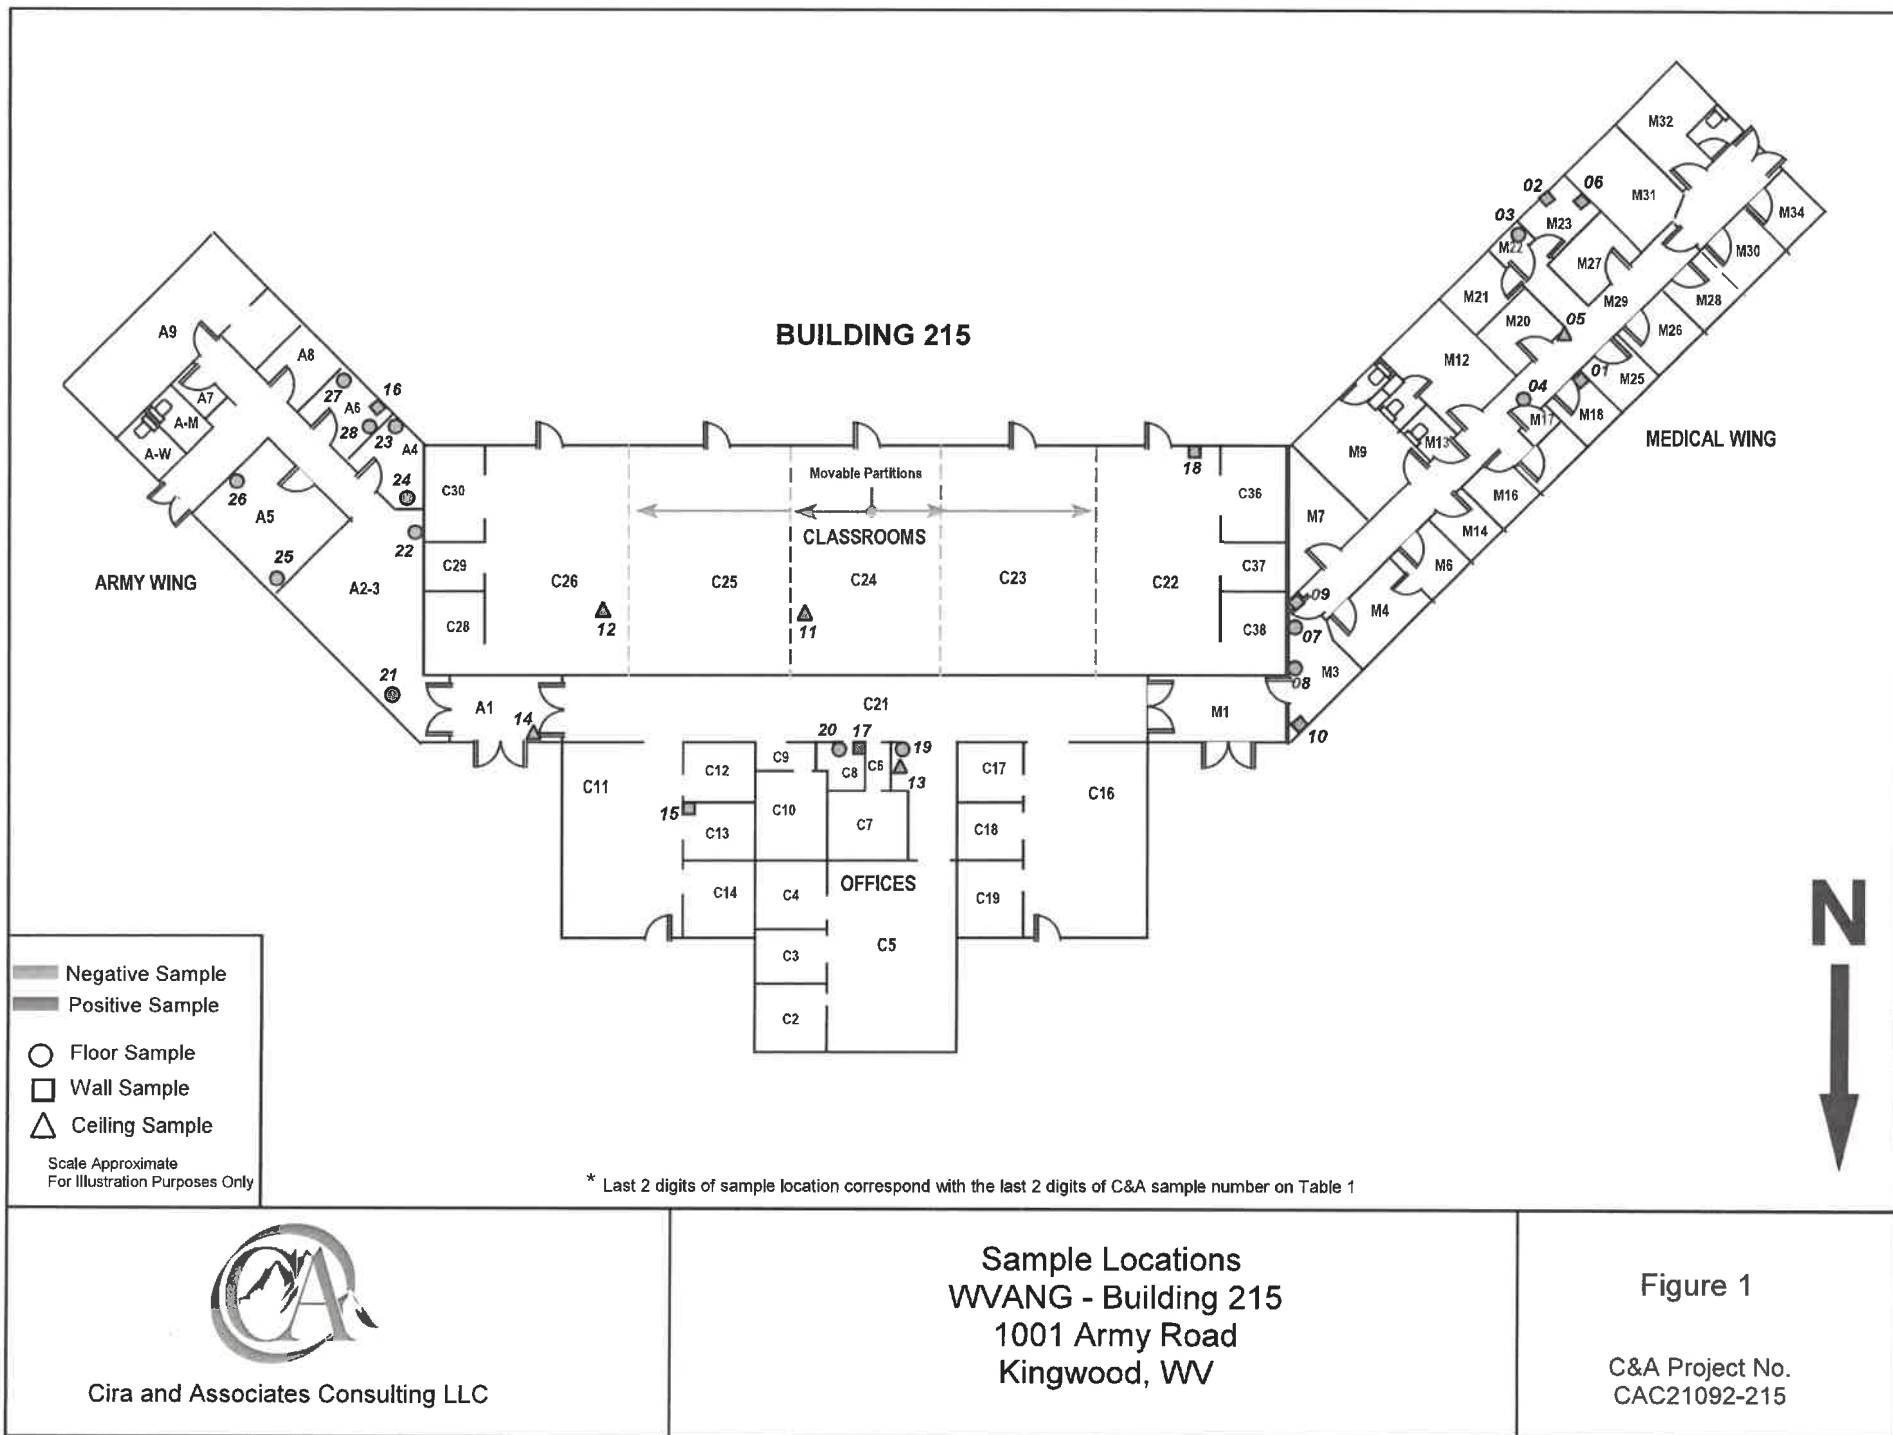 BUILDING 215
ARMY WING
MEDICAL WING
Movable Partitions
CLASSROOMS
OFFICES
A9
A8
A7
A-M
A-W
A6
A4
A5
A2-3
A1
27
16
28
23
24
26
22
25
21
14
C30
C29
C28
C26
C25
C24
C23
C22
C36
C37
C38
12
11
18
C21
C11
C12
C13
C14
15
C9
C10
C8
C6
C7
20
17
19
13
C4
C3
C2
C5
C17
C18
C19
C16
M1
M3
M4
M6
M7
M9
M12
M13
M14
M16
M17
M18
M20
M21
M22
M23
M25
M26
M27
M28
M29
M30
M31
M32
M34
02
06
03
05
04
01
09
07
08
10
N
Negative Sample
Positive Sample
Floor Sample
Wall Sample
Ceiling Sample
Scale Approximate
For Illustration Purposes Only
* Last 2 digits of sample location correspond with the last 2 digits of C&A sample number on Table 1
CA
Cira and Associates Consulting LLC
Sample Locations
WVANG - Building 215
1001 Army Road
Kingwood, WV
Figure 1
C&A Project No.
CAC21092-215